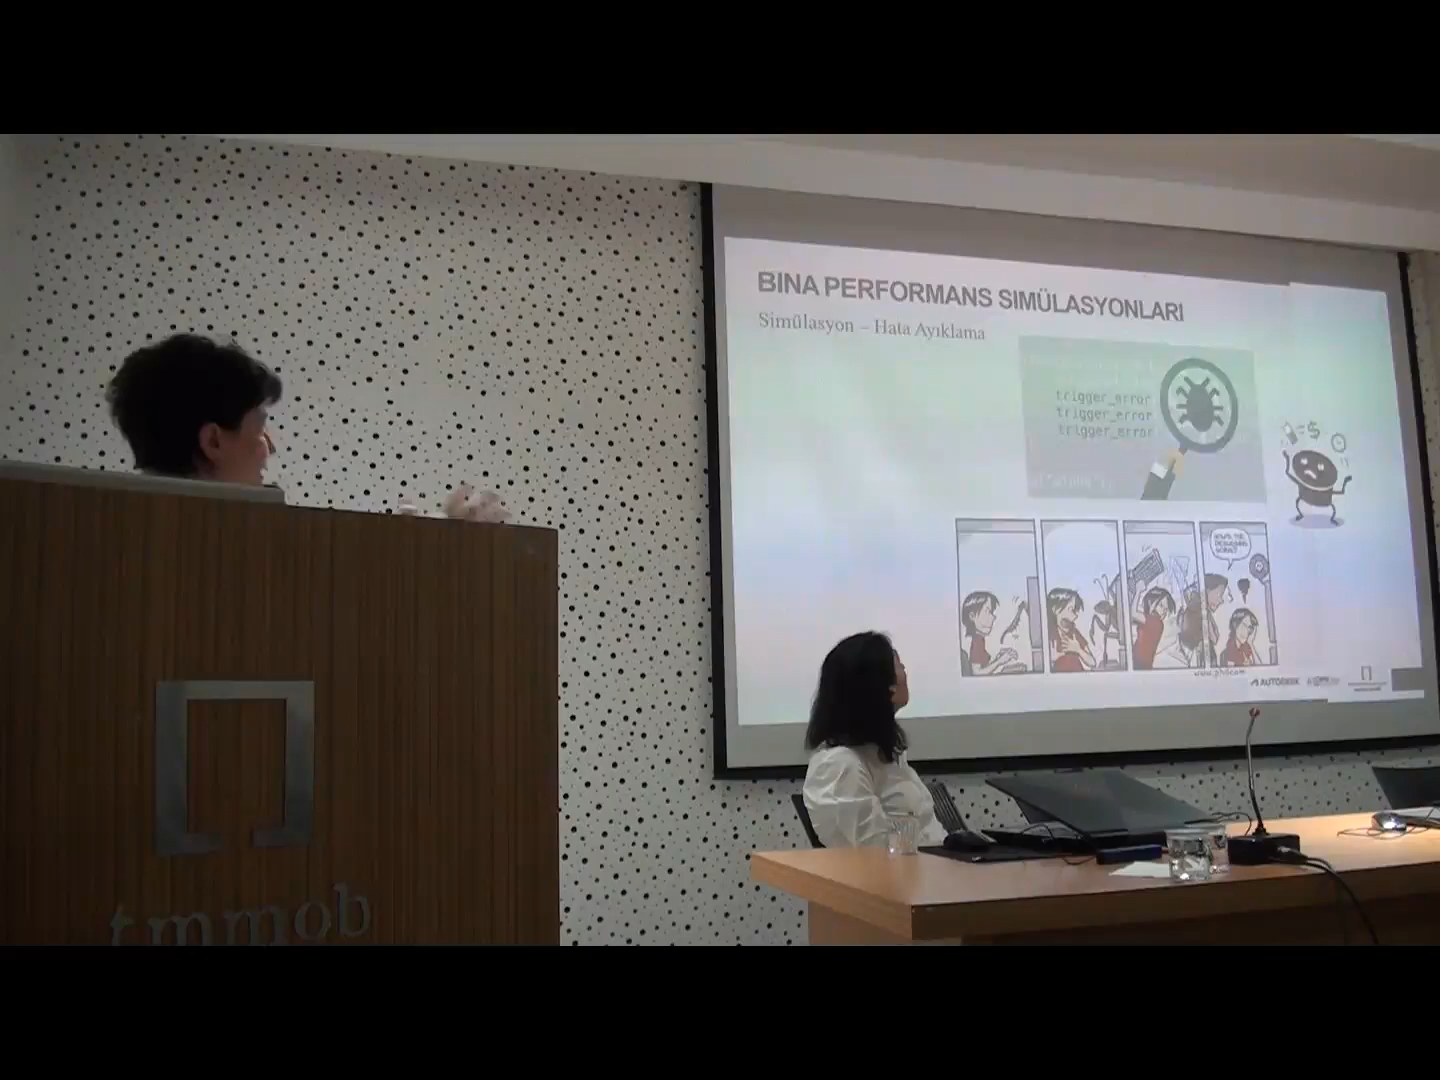 BINA PERFORMANS SIMÜLASYONLARI
Simülasyon – Hata Ayıklama
trigger_error
trigger_error
trigger_error
= $
AUTODESK
tmmob